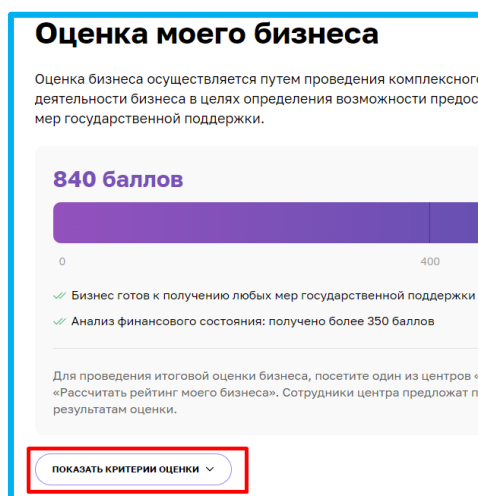 Оценка моего бизнеса
Оценка бизнеса осуществляется путем проведения комплексного
деятельности бизнеса в целях определения возможности предос
мер государственной поддержки.
840 баллов
0 400
Бизнес готов к получению любых мер государственной поддержки
Анализ финансового состояния: получено более 350 баллов
Для проведения итоговой оценки бизнеса, посетите один из центров «
«Рассчитать рейтинг моего бизнеса». Сотрудники центра предложат п
результатам оценки.
ПОКАЗАТЬ КРИТЕРИИ ОЦЕНКИ